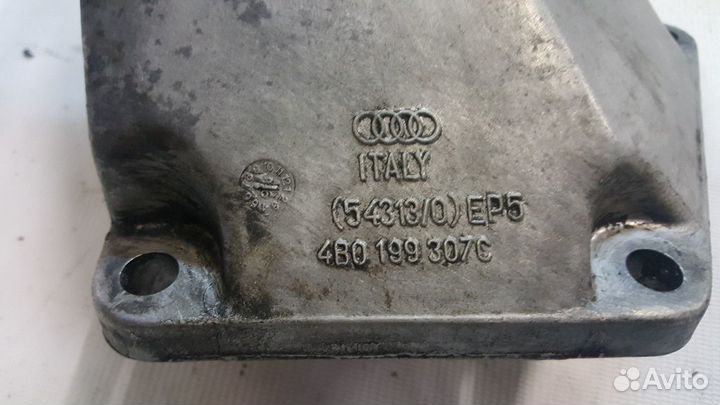 ITALY
(54313/0) EP5
4B0 199 307C
Avito